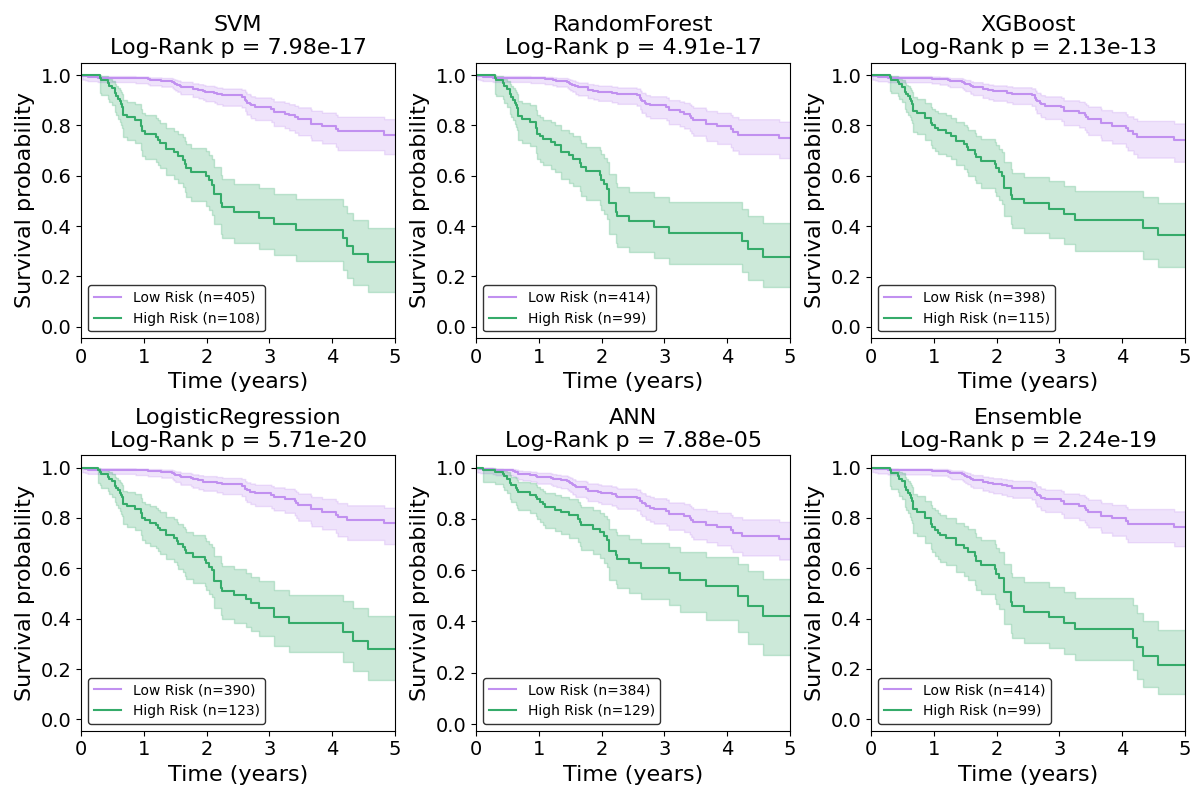 SVM
Log-Rank p = 7.98e-17
Survival probability
1.0
0.8
0.6
0.4
0.2
0.0
Low Risk (n=405)
High Risk (n=108)
0 1 2 3 4 5
Time (years)
RandomForest
Log-Rank p = 4.91e-17
Survival probability
1.0
0.8
0.6
0.4
0.2
0.0
Low Risk (n=414)
High Risk (n=99)
0 1 2 3 4 5
Time (years)
XGBoost
Log-Rank p = 2.13e-13
Survival probability
1.0
0.8
0.6
0.4
0.2
0.0
Low Risk (n=398)
High Risk (n=115)
0 1 2 3 4 5
Time (years)
LogisticRegression
Log-Rank p = 5.71e-20
Survival probability
1.0
0.8
0.6
0.4
0.2
0.0
Low Risk (n=390)
High Risk (n=123)
0 1 2 3 4 5
Time (years)
ANN
Log-Rank p = 7.88e-05
Survival probability
1.0
0.8
0.6
0.4
0.2
0.0
Low Risk (n=384)
High Risk (n=129)
0 1 2 3 4 5
Time (years)
Ensemble
Log-Rank p = 2.24e-19
Survival probability
1.0
0.8
0.6
0.4
0.2
0.0
Low Risk (n=414)
High Risk (n=99)
0 1 2 3 4 5
Time (years)